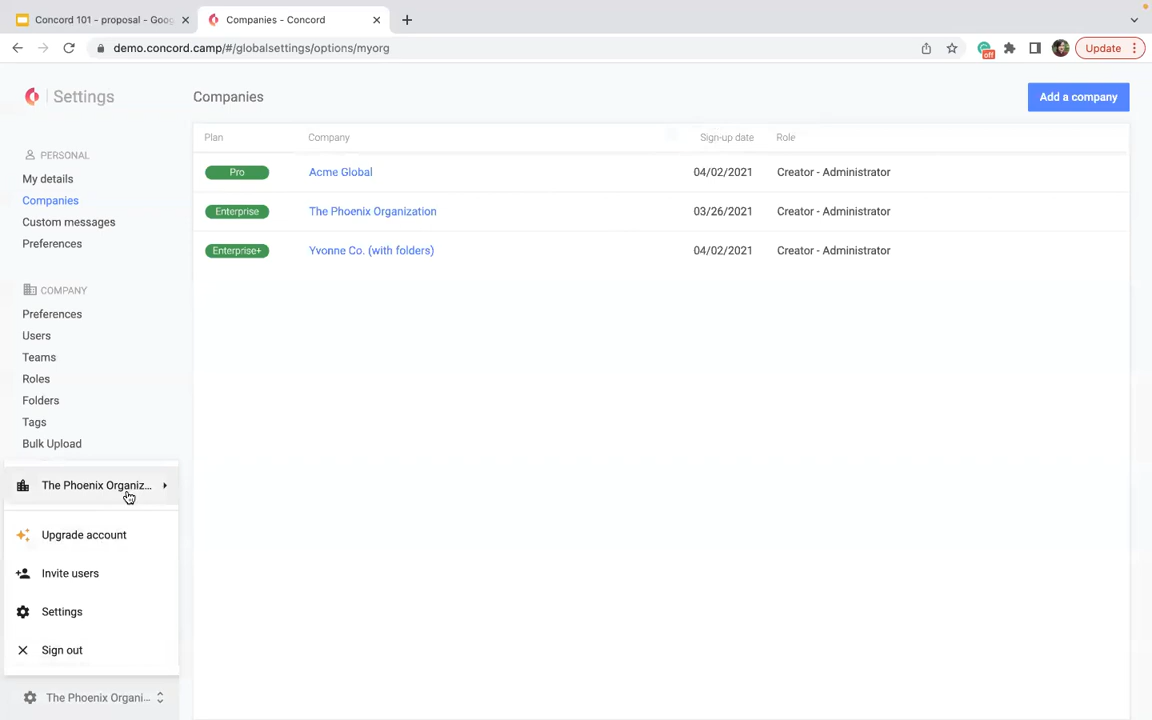 Concord 101 - proposal - Goog
Companies - Concord
demo.concord.camp/#/globalsettings/options/myorg
off
Update
Settings
Companies
Add a company
PERSONAL
My details
Companies
Custom messages
Preferences
COMPANY
Preferences
Users
Teams
Roles
Folders
Tags
Bulk Upload
Plan Company Sign-up date Role
Pro Acme Global 04/02/2021 Creator - Administrator
Enterprise The Phoenix Organization 03/26/2021 Creator - Administrator
Enterprise+ Yvonne Co. (with folders) 04/02/2021 Creator - Administrator
The Phoenix Organiz...
Upgrade account
Invite users
Settings
Sign out
The Phoenix Organi...